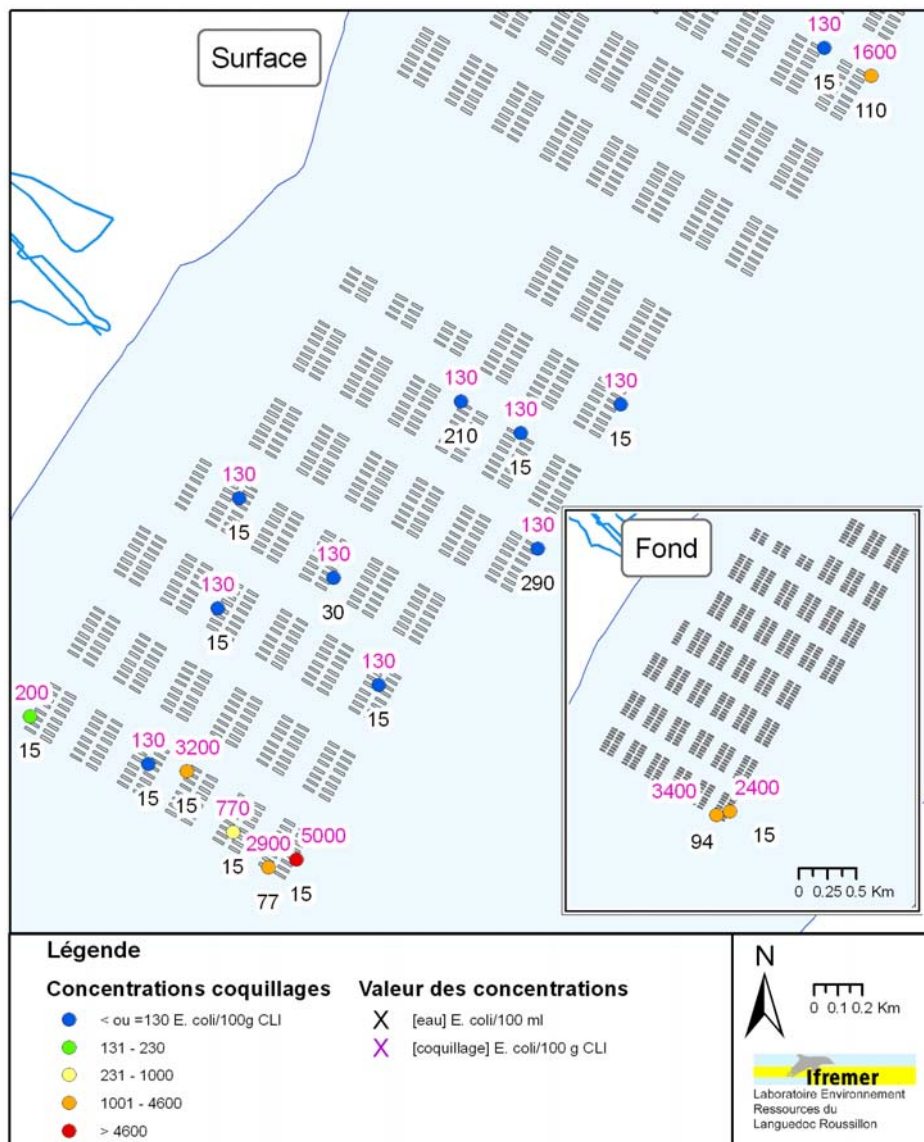 Surface
130
1600
15
110
130
130
130
210
15
15
130
15
130
290
130
30
130
15
130
15
200
15
130
3200
15
15
770
2900
5000
15
77
15
Fond
3400
2400
94
15
0 0.25 0.5 Km
Légende
Concentrations coquillages
< ou =130 E. coli/100g CLI
131 - 230
231 - 1000
1001 - 4600
> 4600
Valeur des concentrations
X [eau] E. coli/100 ml
X [coquillage] E. coli/100 g CLI
N
0 0.1 0.2 Km
Ifremer
Laboratoire Environnement
Ressources du
Languedoc Roussillon